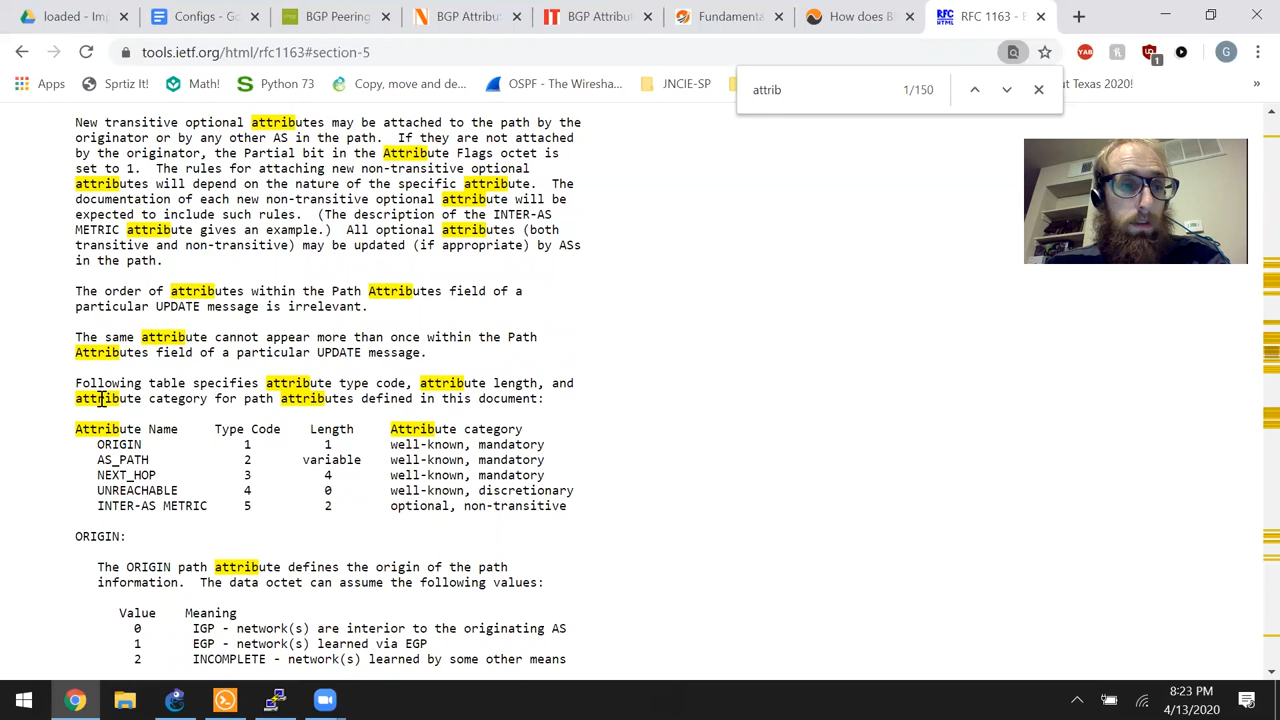 loaded - Imp
Configs - Go
BGP Peering
BGP Attribut
BGP Attribut
Fundamenta
How does B
RFC 1163 - B
tools.ietf.org/html/rfc1163#section-5
G
Apps
Sprtiz It!
Math!
Python 73
Copy, move and de...
OSPF - The Wiresha...
JNCIE-SP
ut Texas 2020!
»
attrib
1/150
New transitive optional attributes may be attached to the path by the
originator or by any other AS in the path. If they are not attached
by the originator, the Partial bit in the Attribute Flags octet is
set to 1. The rules for attaching new non-transitive optional
attributes will depend on the nature of the specific attribute. The
documentation of each new non-transitive optional attribute will be
expected to include such rules. (The description of the INTER-AS
METRIC attribute gives an example.) All optional attributes (both
transitive and non-transitive) may be updated (if appropriate) by ASs
in the path.
The order of attributes within the Path Attributes field of a
particular UPDATE message is irrelevant.
The same attribute cannot appear more than once within the Path
Attributes field of a particular UPDATE message.
Following table specifies attribute type code, attribute length, and
attribute category for path attributes defined in this document:
Attribute Name Type Code Length Attribute category
ORIGIN 1 1 well-known, mandatory
AS_PATH 2 variable well-known, mandatory
NEXT_HOP 3 4 well-known, mandatory
UNREACHABLE 4 0 well-known, discretionary
INTER-AS METRIC 5 2 optional, non-transitive
ORIGIN:
The ORIGIN path attribute defines the origin of the path
information. The data octet can assume the following values:
Value Meaning
0 IGP - network(s) are interior to the originating AS
1 EGP - network(s) learned via EGP
2 INCOMPLETE - network(s) learned by some other means
8:23 PM
4/13/2020